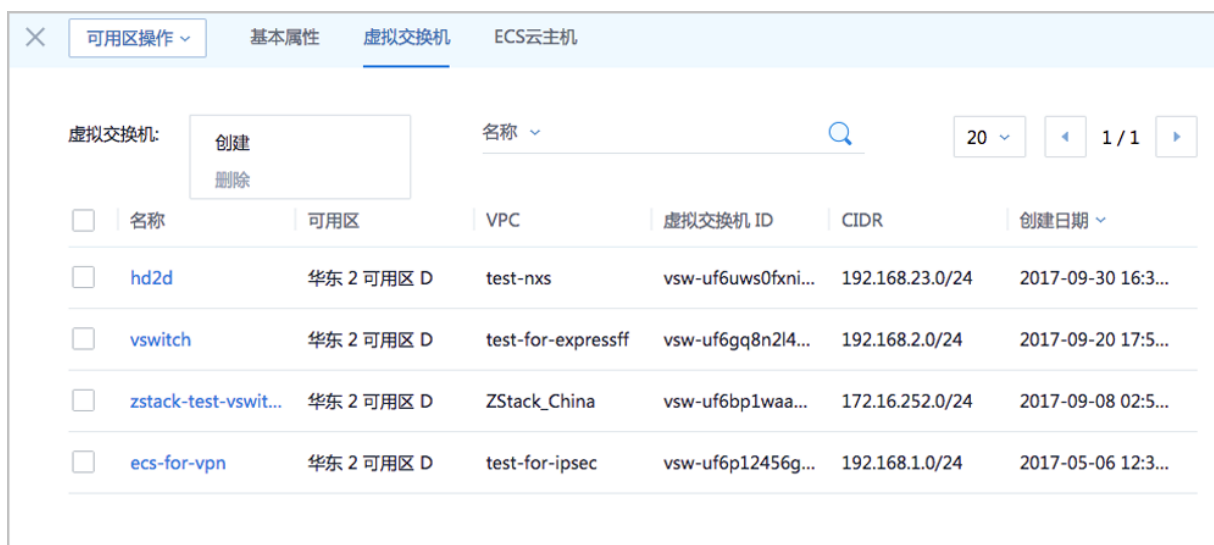 可用区操作 基本属性 虚拟交换机 ECS云主机
虚拟交换机: 创建 名称 20 1 / 1
删除
名称 可用区 VPC 虚拟交换机 ID CIDR 创建日期
hd2d 华东 2 可用区 D test-nxs vsw-uf6uws0fxni... 192.168.23.0/24 2017-09-30 16:3...
vswitch 华东 2 可用区 D test-for-expressff vsw-uf6gq8n2l4... 192.168.2.0/24 2017-09-20 17:5...
zstack-test-vswit... 华东 2 可用区 D ZStack_China vsw-uf6bp1waa... 172.16.252.0/24 2017-09-08 02:5...
ecs-for-vpn 华东 2 可用区 D test-for-ipsec vsw-uf6p12456g... 192.168.1.0/24 2017-05-06 12:3...